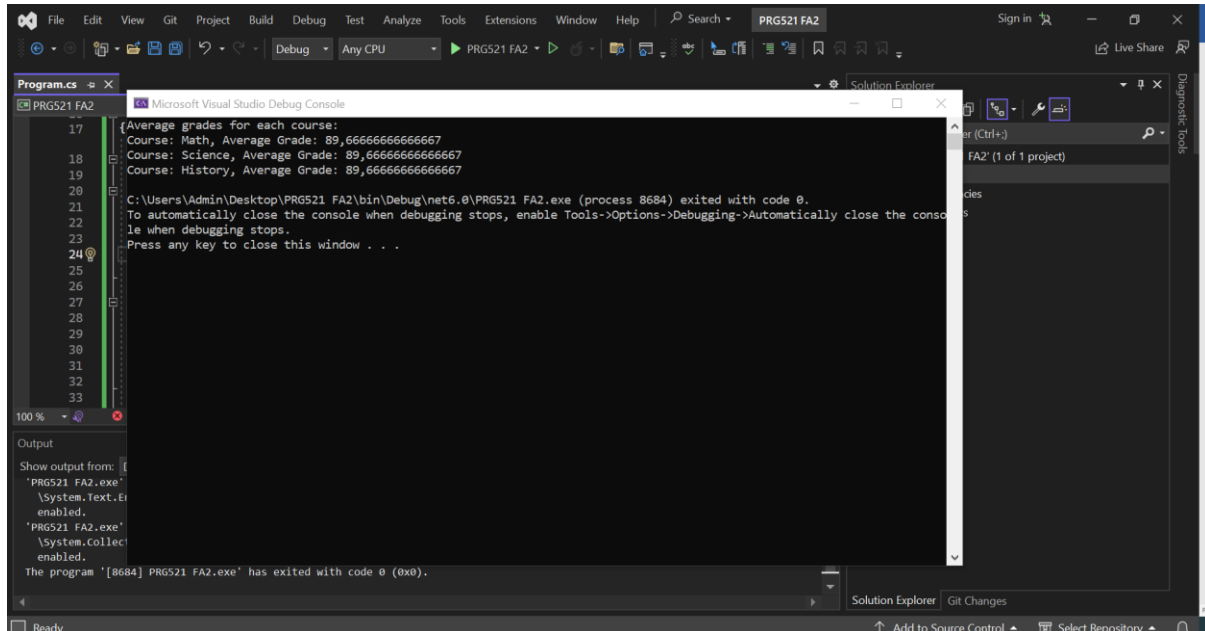 File Edit View Git Project Build Debug Test Analyze Tools Extensions Window Help Search PRG521 FA2 Sign in
Debug Any CPU PRG521 FA2 Live Share
Program.cs
Solution Explorer
PRG521 FA2
Microsoft Visual Studio Debug Console
Average grades for each course:
Course: Math, Average Grade: 89,66666666666667
Course: Science, Average Grade: 89,66666666666667
Course: History, Average Grade: 89,66666666666667
C:\Users\Admin\Desktop\PRG521 FA2\bin\Debug\net6.0\PRG521 FA2.exe (process 8684) exited with code 0.
To automatically close the console when debugging stops, enable Tools->Options->Debugging->Automatically close the conso
le when debugging stops.
Press any key to close this window . . .
17 {
18
19
20
21
22
23
24
25
26
27
28
29
30
31
32
33
100 %
er (Ctrl+;)
FA2' (1 of 1 project)
cies
s
Diagnostic Tools
Output
Show output from:
'PRG521 FA2.exe'
\System.Text.En
enabled.
'PRG521 FA2.exe'
\System.Collect
enabled.
The program '[8684] PRG521 FA2.exe' has exited with code 0 (0x0).
Solution Explorer Git Changes
Ready Add to Source Control Select Repository